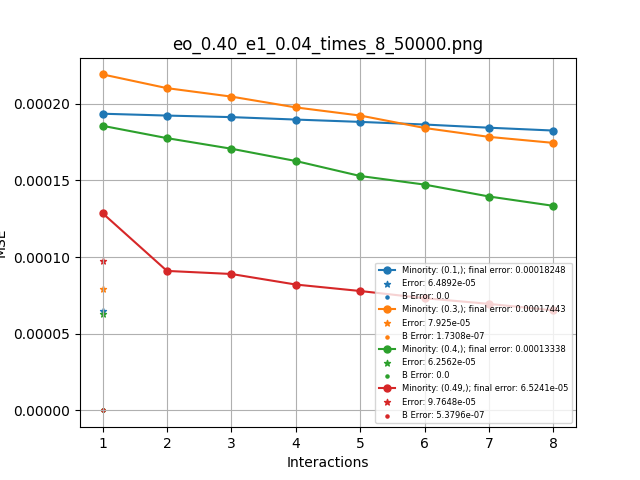 eo_0.40_e1_0.04_times_8_50000.png
MSE
0.00020
0.00015
0.00010
0.00005
0.00000
Minority: (0.1,); final error: 0.00018248
Error: 6.4892e-05
B Error: 0.0
Minority: (0.3,); final error: 0.00017443
Error: 7.925e-05
B Error: 1.7308e-07
Minority: (0.4,); final error: 0.00013338
Error: 6.2562e-05
B Error: 0.0
Minority: (0.49,); final error: 6.5241e-05
Error: 9.7648e-05
B Error: 5.3796e-07
1 2 3 4 5 6 7 8
Interactions